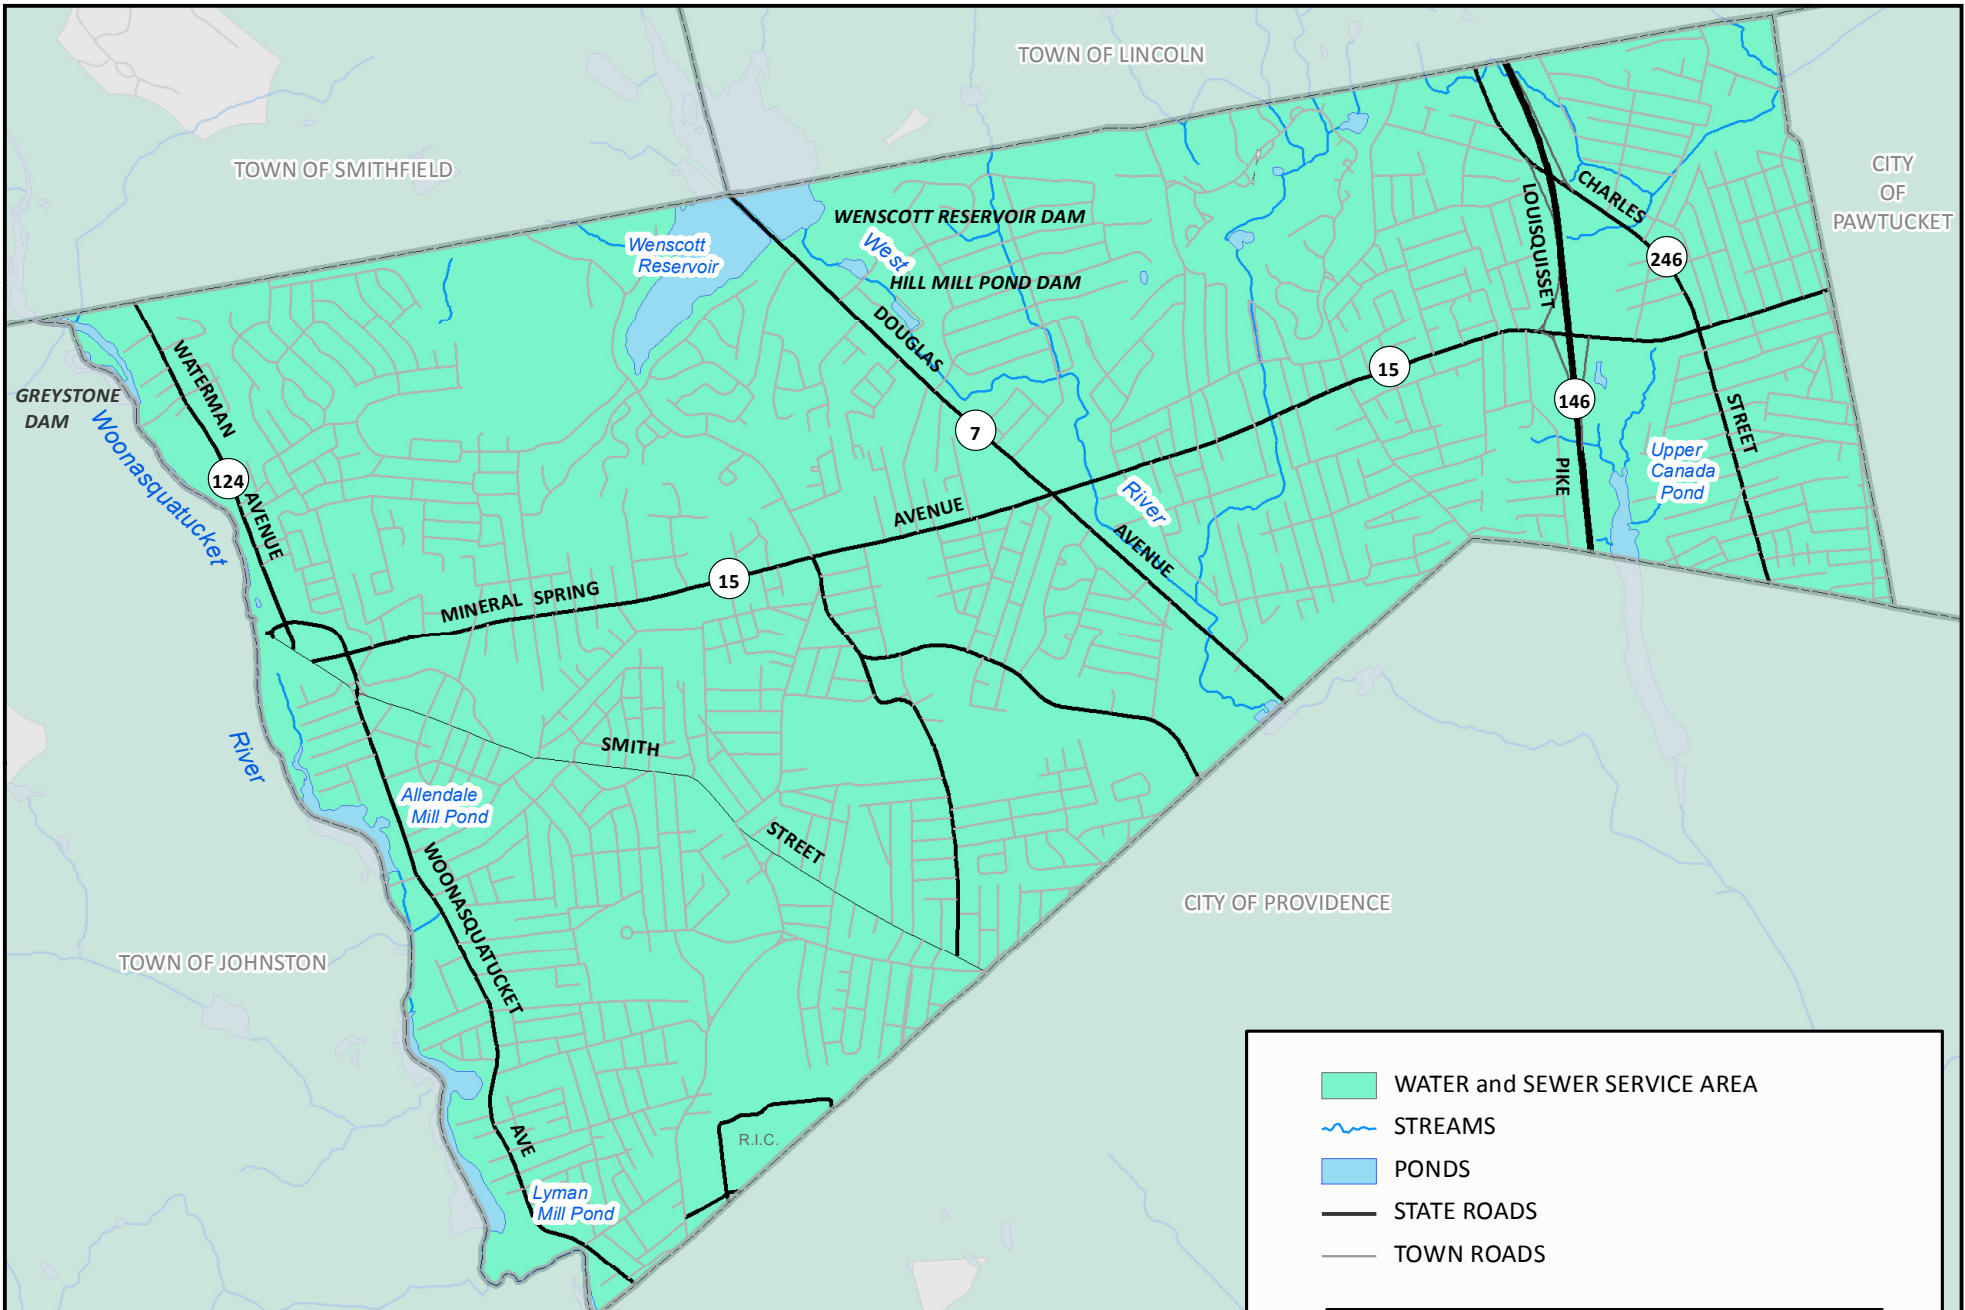 TOWN OF LINCOLN
TOWN OF SMITHFIELD
CITY
OF
PAWTUCKET
CHARLES
LOUISQUISSET
WENSCOTT RESERVOIR DAM
Wenscott
Reservoir
West
246
HILL MILL POND DAM
DOUGLAS
WATERMAN
15
GREYSTONE
DAM
146
STREET
7
Woonasquatucket
124
Upper
Canada
Pond
PIKE
River
AVENUE
AVENUE
AVENUE
15
MINERAL SPRING
SMITH
River
Allendale
Mill Pond
STREET
WOONASQUATUCKET
CITY OF PROVIDENCE
TOWN OF JOHNSTON
AVE
R.I.C.
Lyman
Mill Pond
WATER and SEWER SERVICE AREA
STREAMS
PONDS
STATE ROADS
TOWN ROADS